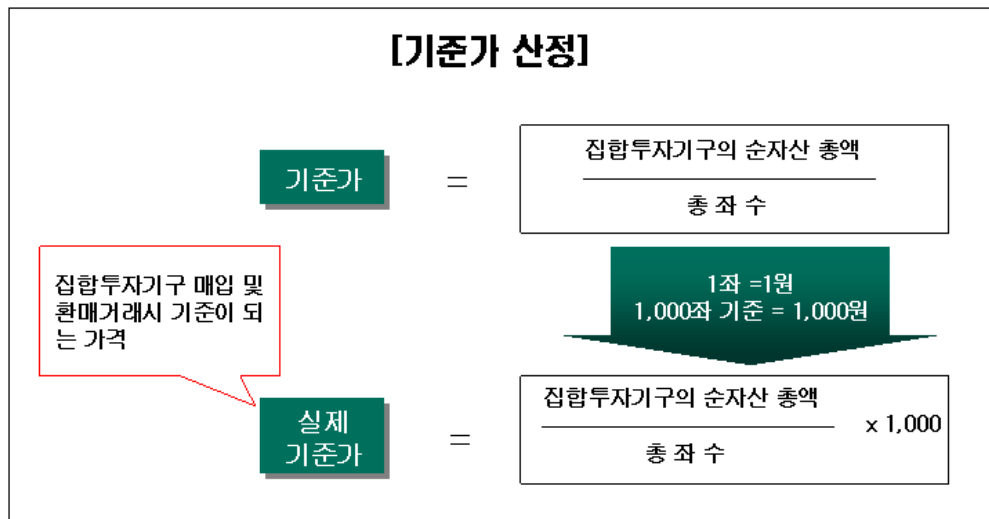 [기준가 산정]
기준가
=
집합투자기구의 순자산 총액
총 좌 수
집합투자기구 매입 및
환매거래시 기준이 되
는 가격
1좌 =1원
1,000좌 기준 = 1,000원
실제
기준가
=
집합투자기구의 순자산 총액
총 좌 수
x 1,000